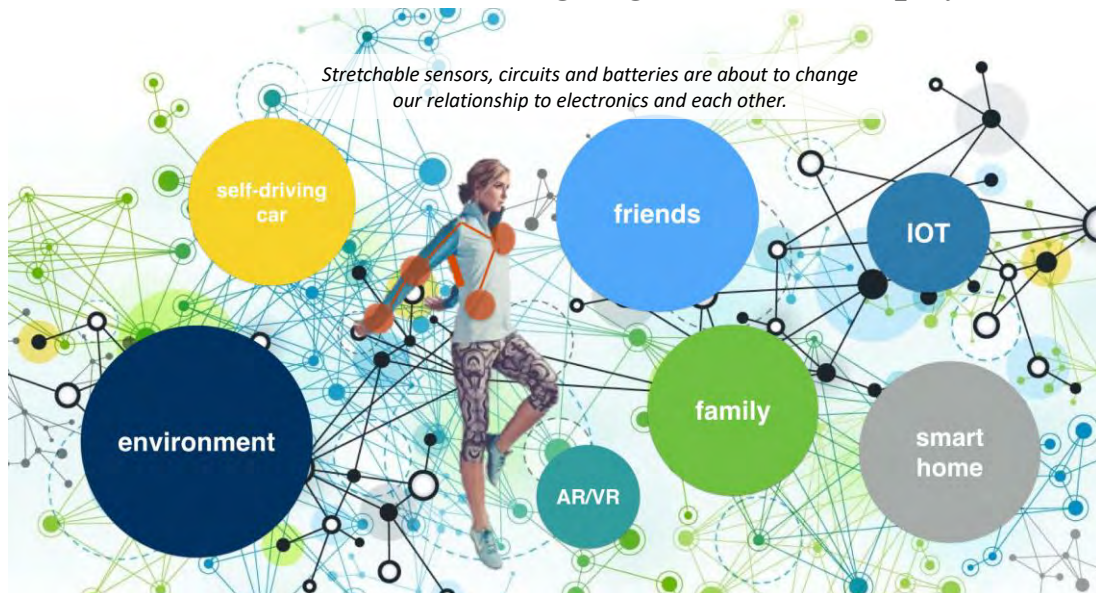 Stretchable sensors, circuits and batteries are about to change
our relationship to electronics and each other.
self-driving
car
friends
IOT
environment
family
smart
home
AR/VR